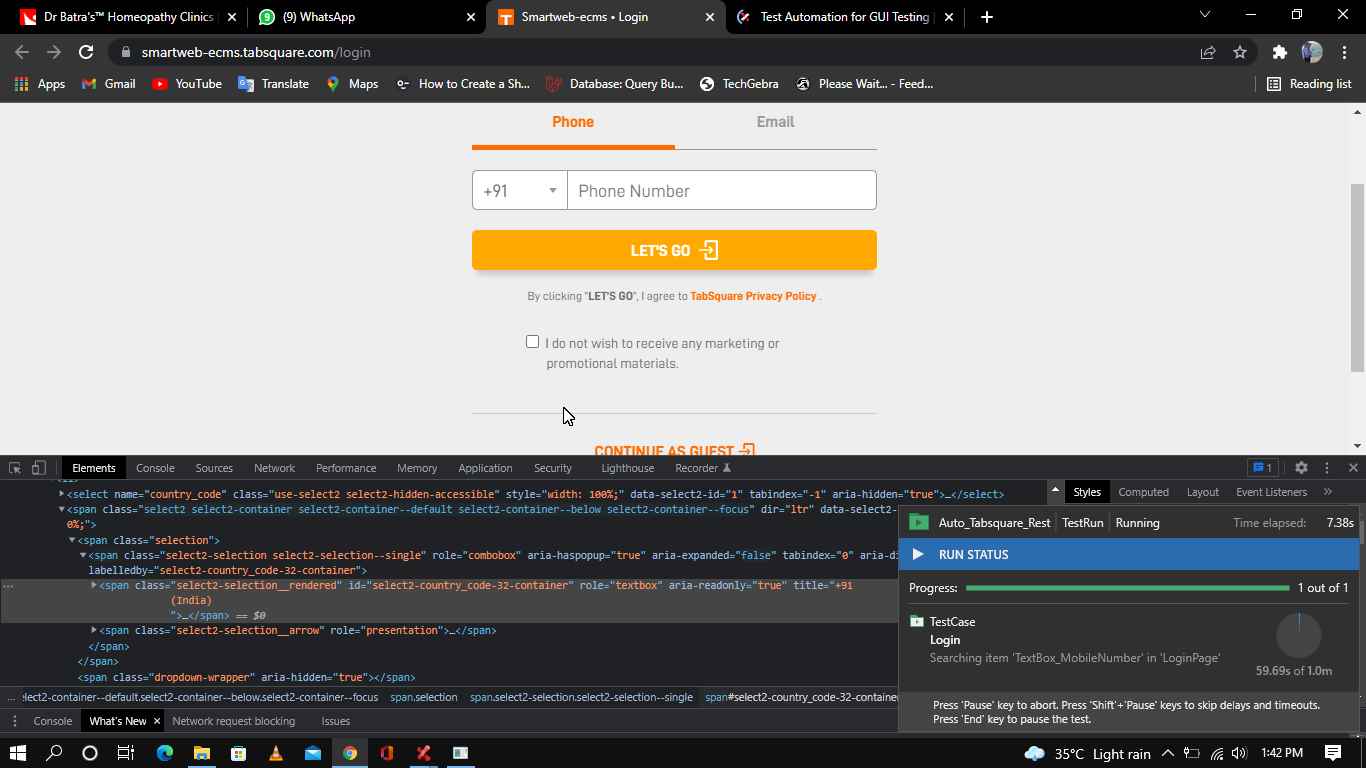 Dr Batra's™ Homeopathy Clinics
(9) WhatsApp
Smartweb-ecms • Login
Test Automation for GUI Testing |
smartweb-ecms.tabsquare.com/login
Apps
Gmail
YouTube
Translate
Maps
How to Create a Sh...
Database: Query Bu...
TechGebra
Please Wait... - Feed...
Reading list
Phone
Email
+91
Phone Number
LET'S GO
By clicking "LET'S GO", I agree to TabSquare Privacy Policy .
I do not wish to receive any marketing or
promotional materials.
CONTINUE AS GUEST
Elements
Console
Sources
Network
Performance
Memory
Application
Security
Lighthouse
Recorder
1
<select name="country_code" class="use-select2 select2-hidden-accessible" style="width: 100%;" data-select2-id="1" tabindex="-1" aria-hidden="true">…</select>
<span class="select2 select2-container select2-container--default select2-container--below select2-container--focus" dir="ltr" data-select2-
0%;">
<span class="selection">
<span class="select2-selection select2-selection--single" role="combobox" aria-haspopup="true" aria-expanded="false" tabindex="0" aria-di
labelledby="select2-country_code-32-container">
<span class="select2-selection__rendered" id="select2-country_code-32-container" role="textbox" aria-readonly="true" title="+91
(India)
">…</span> == $0
<span class="select2-selection__arrow" role="presentation">…</span>
</span>
</span>
<span class="dropdown-wrapper" aria-hidden="true"></span>
... elect2-container--default.select2-container--below.select2-container--focus
span.selection
span.select2-selection.select2-selection--single
span#select2-country_code-32-container
Console
What's New
Network request blocking
Issues
Styles
Computed
Layout
Event Listeners
»
Auto_Tabsquare_Rest
TestRun
Running
Time elapsed:
7.38s
RUN STATUS
Progress:
1 out of 1
TestCase
Login
Searching item 'TextBox_MobileNumber' in 'LoginPage'
59.69s of 1.0m
Press 'Pause' key to abort. Press 'Shift'+'Pause' keys to skip delays and timeouts.
Press 'End' key to pause the test.
35°C Light rain
1:42 PM